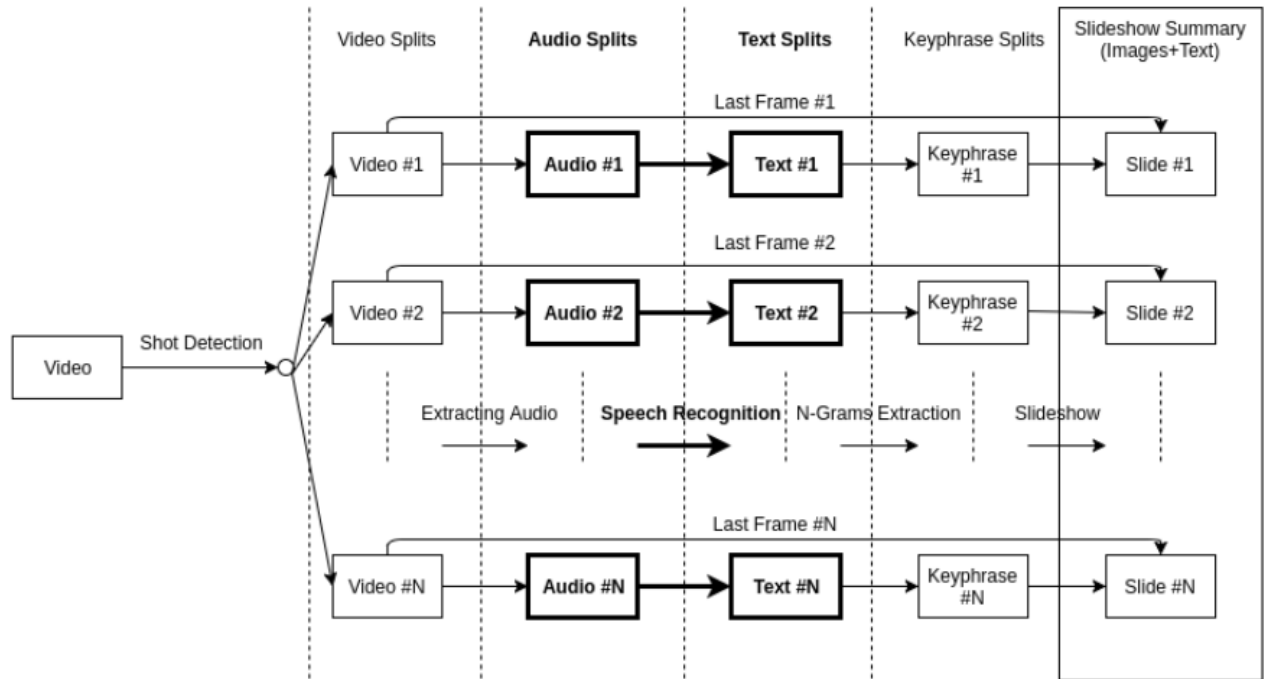 Video Splits
Audio Splits
Text Splits
Keyphrase Splits
Slideshow Summary
(Images+Text)
Last Frame #1
Video #1
Audio #1
Text #1
Keyphrase
#1
Slide #1
Last Frame #2
Video #2
Audio #2
Text #2
Keyphrase
#2
Slide #2
Video
Shot Detection
Extracting Audio
Speech Recognition
N-Grams Extraction
Slideshow
Last Frame #N
Video #N
Audio #N
Text #N
Keyphrase
#N
Slide #N